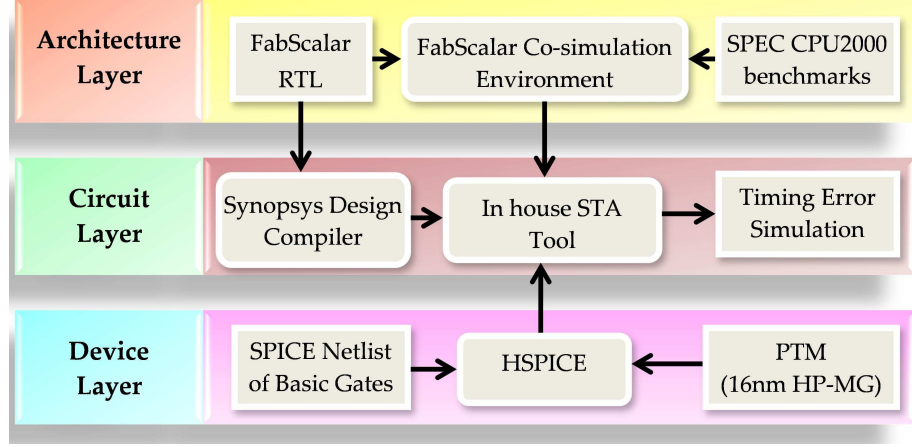 Architecture
Layer
FabScalar
RTL
FabScalar Co-simulation
Environment
SPEC CPU2000
benchmarks
Circuit
Layer
Synopsys Design
Compiler
In house STA
Tool
Timing Error
Simulation
Device
Layer
SPICE Netlist
of Basic Gates
HSPICE
PTM
(16nm HP-MG)